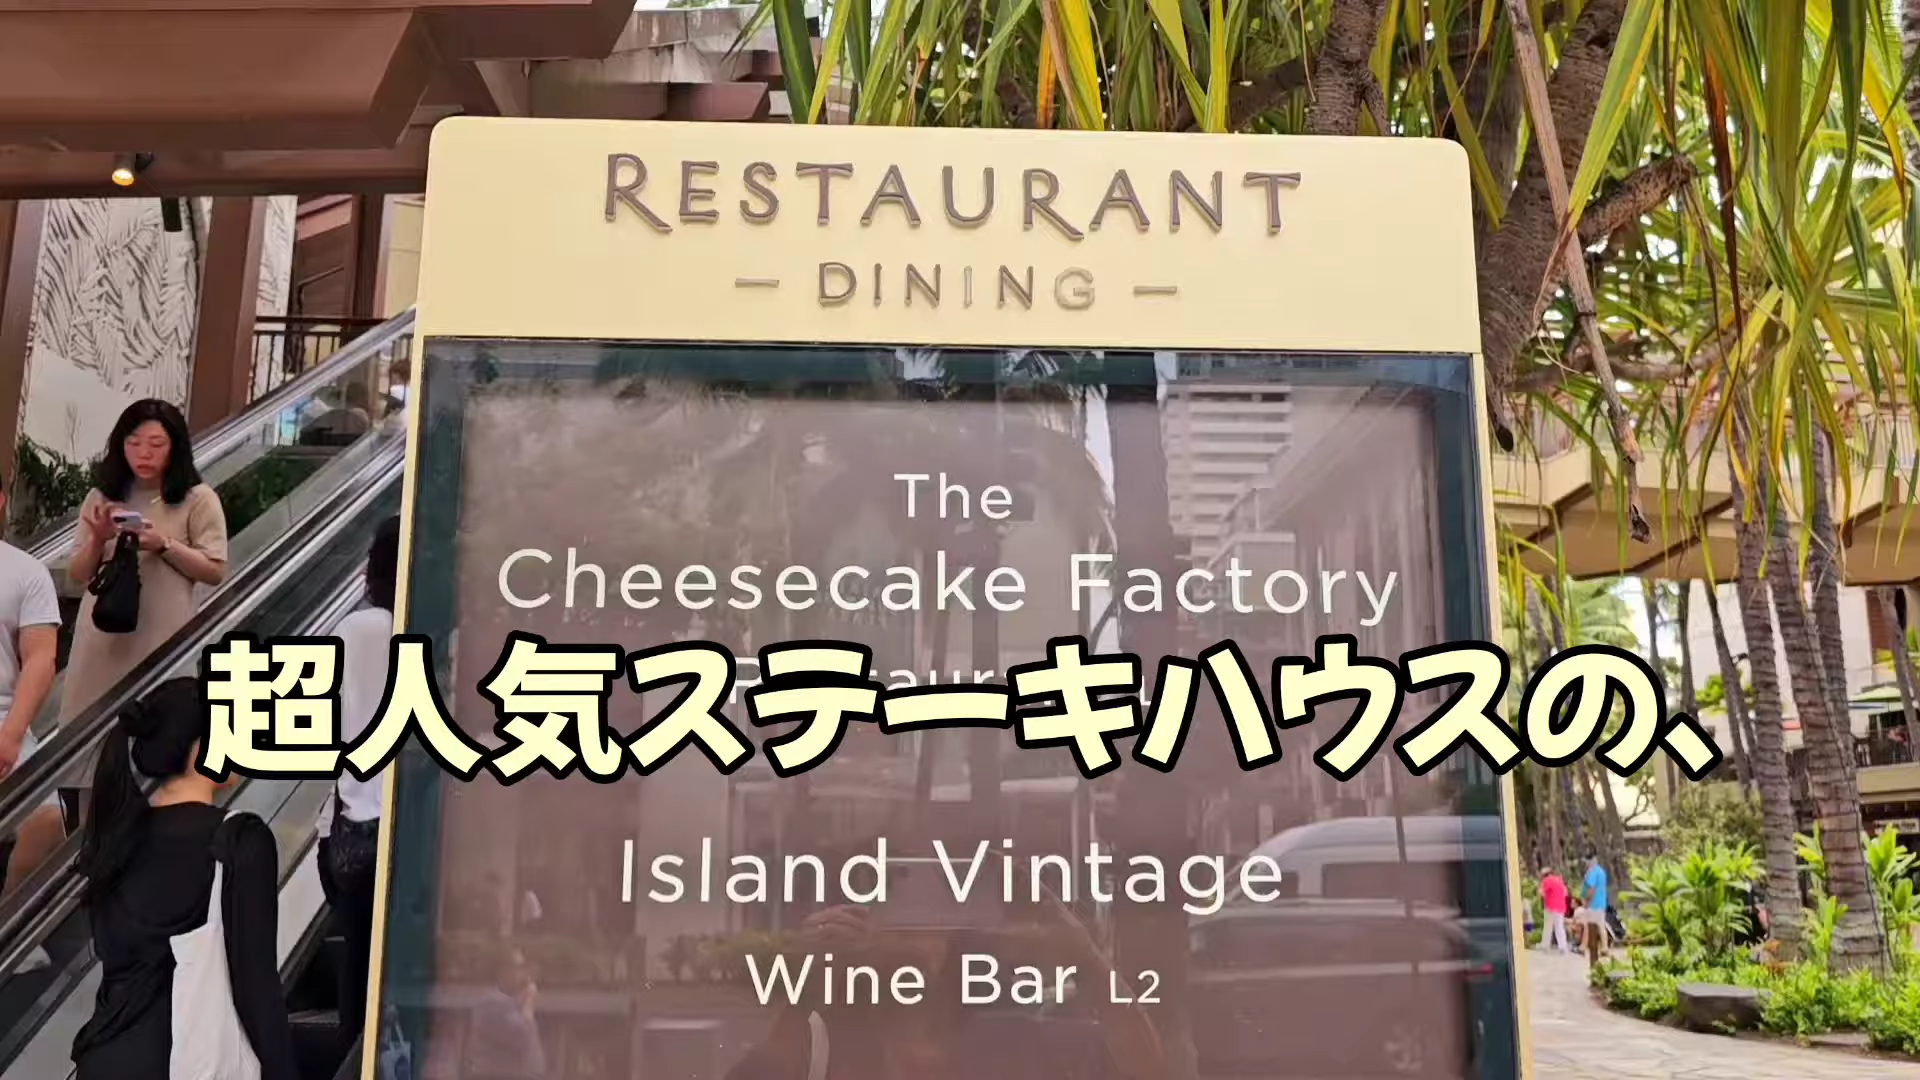 RESTAURANT
— DINING —
The
Cheesecake Factory
超人気ステーキハウスの、
Island Vintage
Wine Bar L2